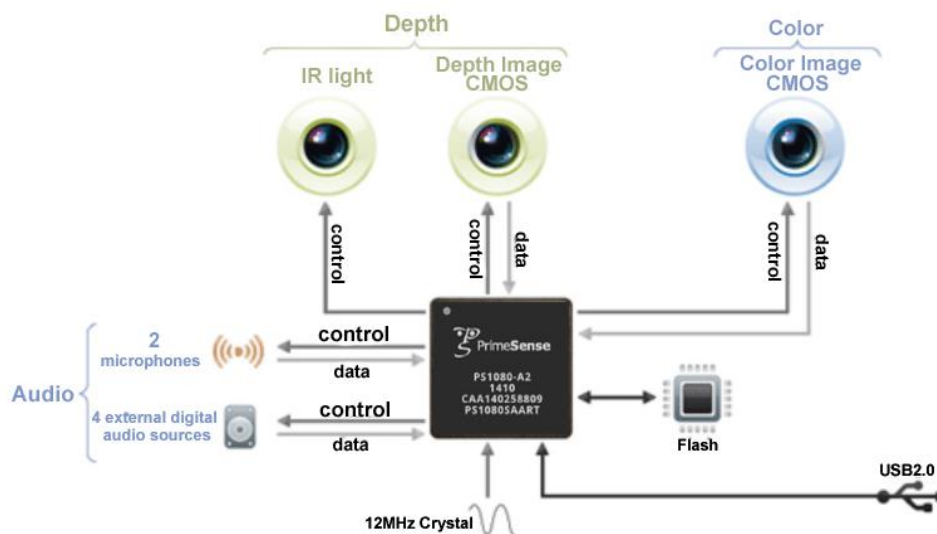 Depth
Color
IR light
Depth Image
CMOS
Color Image
CMOS
control
control
data
control
data
PrimeSense
PS1080-A2
1410
CAA140258809
PS1080SAART
Audio
2
microphones
control
data
4 external digital
audio sources
control
data
Flash
USB2.0
12MHz Crystal